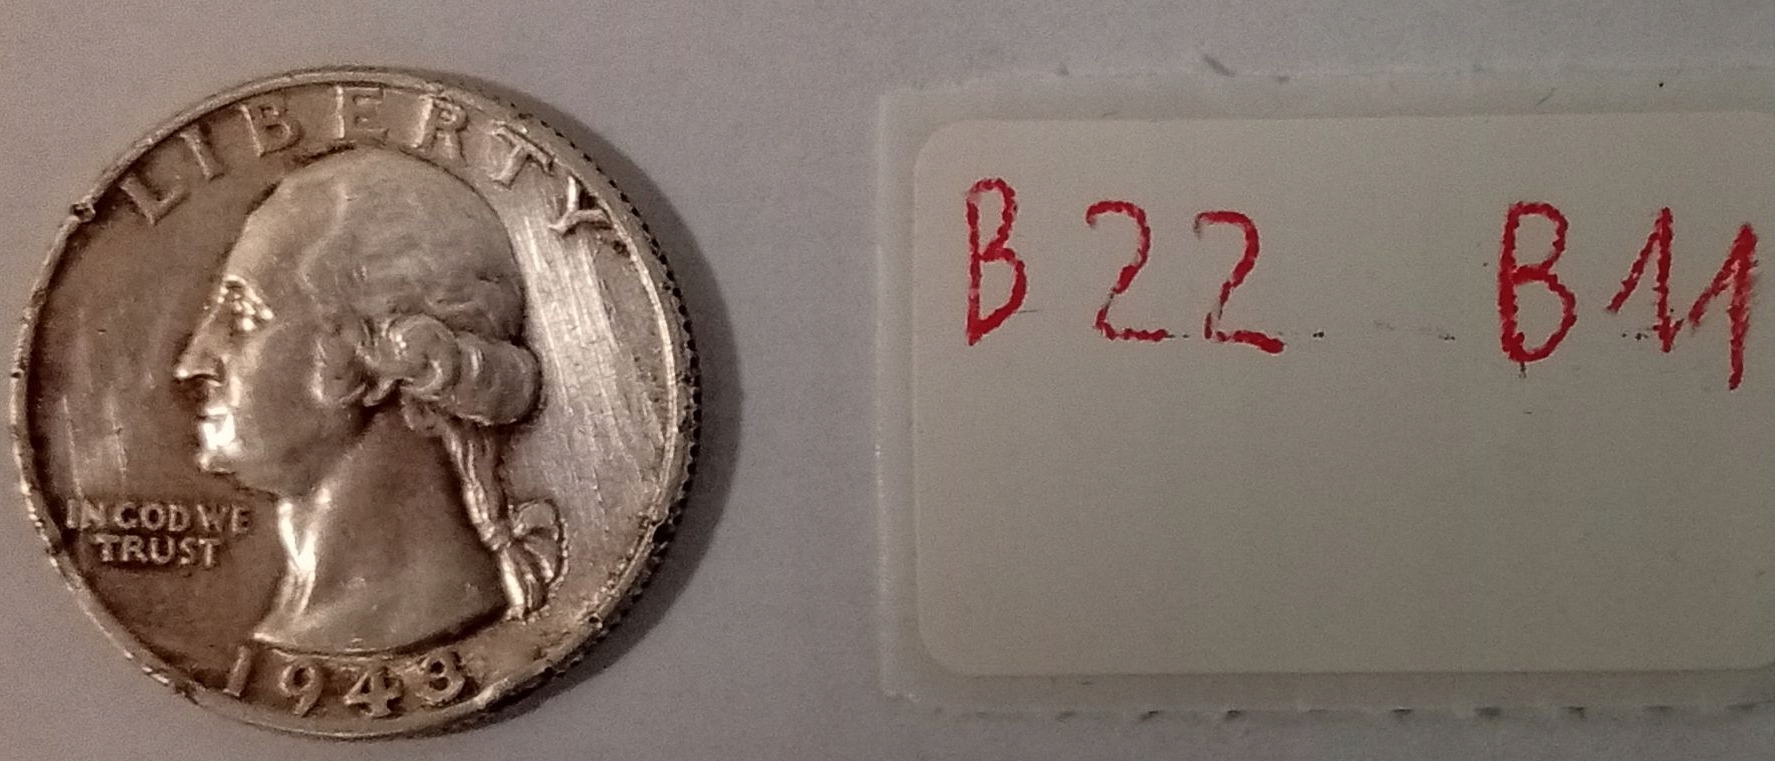 LIBERTY
IN GOD WE
TRUST
1943
B22 B11